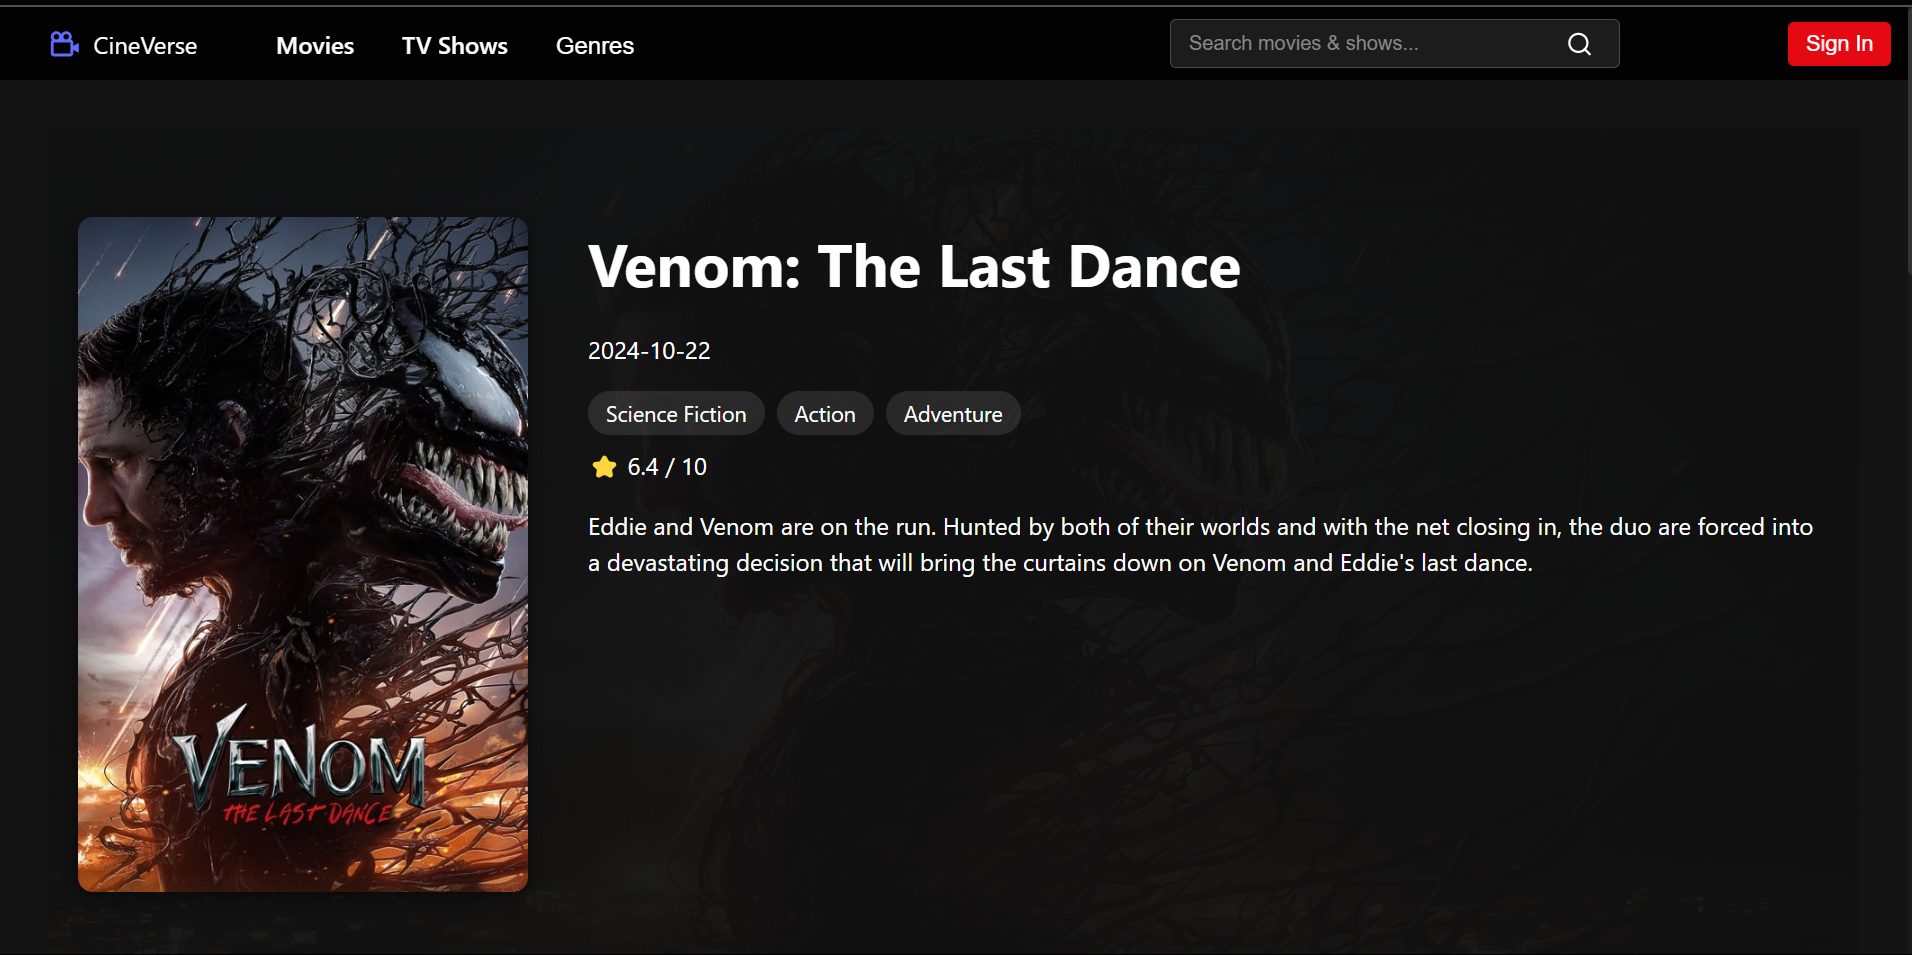 CineVerse
Movies
TV Shows
Genres
Search movies & shows...
Sign In
Venom: The Last Dance
2024-10-22
Science Fiction
Action
Adventure
6.4 / 10
Eddie and Venom are on the run. Hunted by both of their worlds and with the net closing in, the duo are forced into
a devastating decision that will bring the curtains down on Venom and Eddie's last dance.
VENOM
THE LAST DANCE